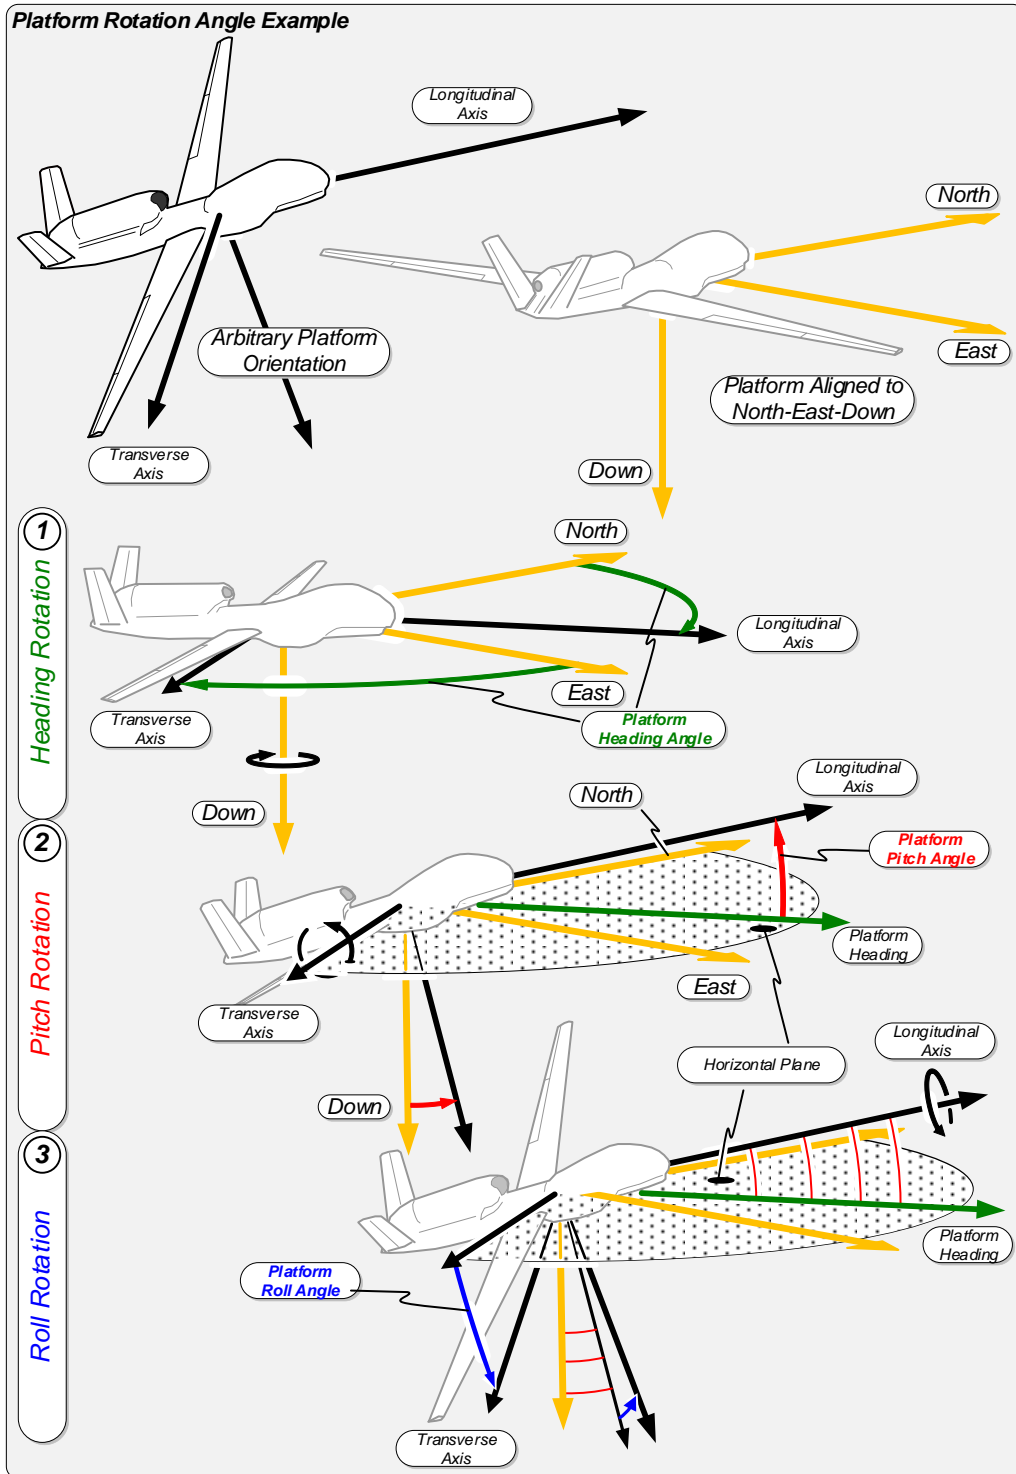 Platform Rotation Angle Example
Longitudinal
Axis
North
East
Arbitrary Platform
Orientation
Platform Aligned to
North-East-Down
Transverse
Axis
Down
1
Heading Rotation
North
Longitudinal
Axis
East
Transverse
Axis
Platform
Heading Angle
Down
2
Pitch Rotation
Longitudinal
Axis
North
Platform
Pitch Angle
Platform
Heading
East
Transverse
Axis
Horizontal Plane
Down
3
Roll Rotation
Longitudinal
Axis
Platform
Heading
Platform
Roll Angle
Transverse
Axis